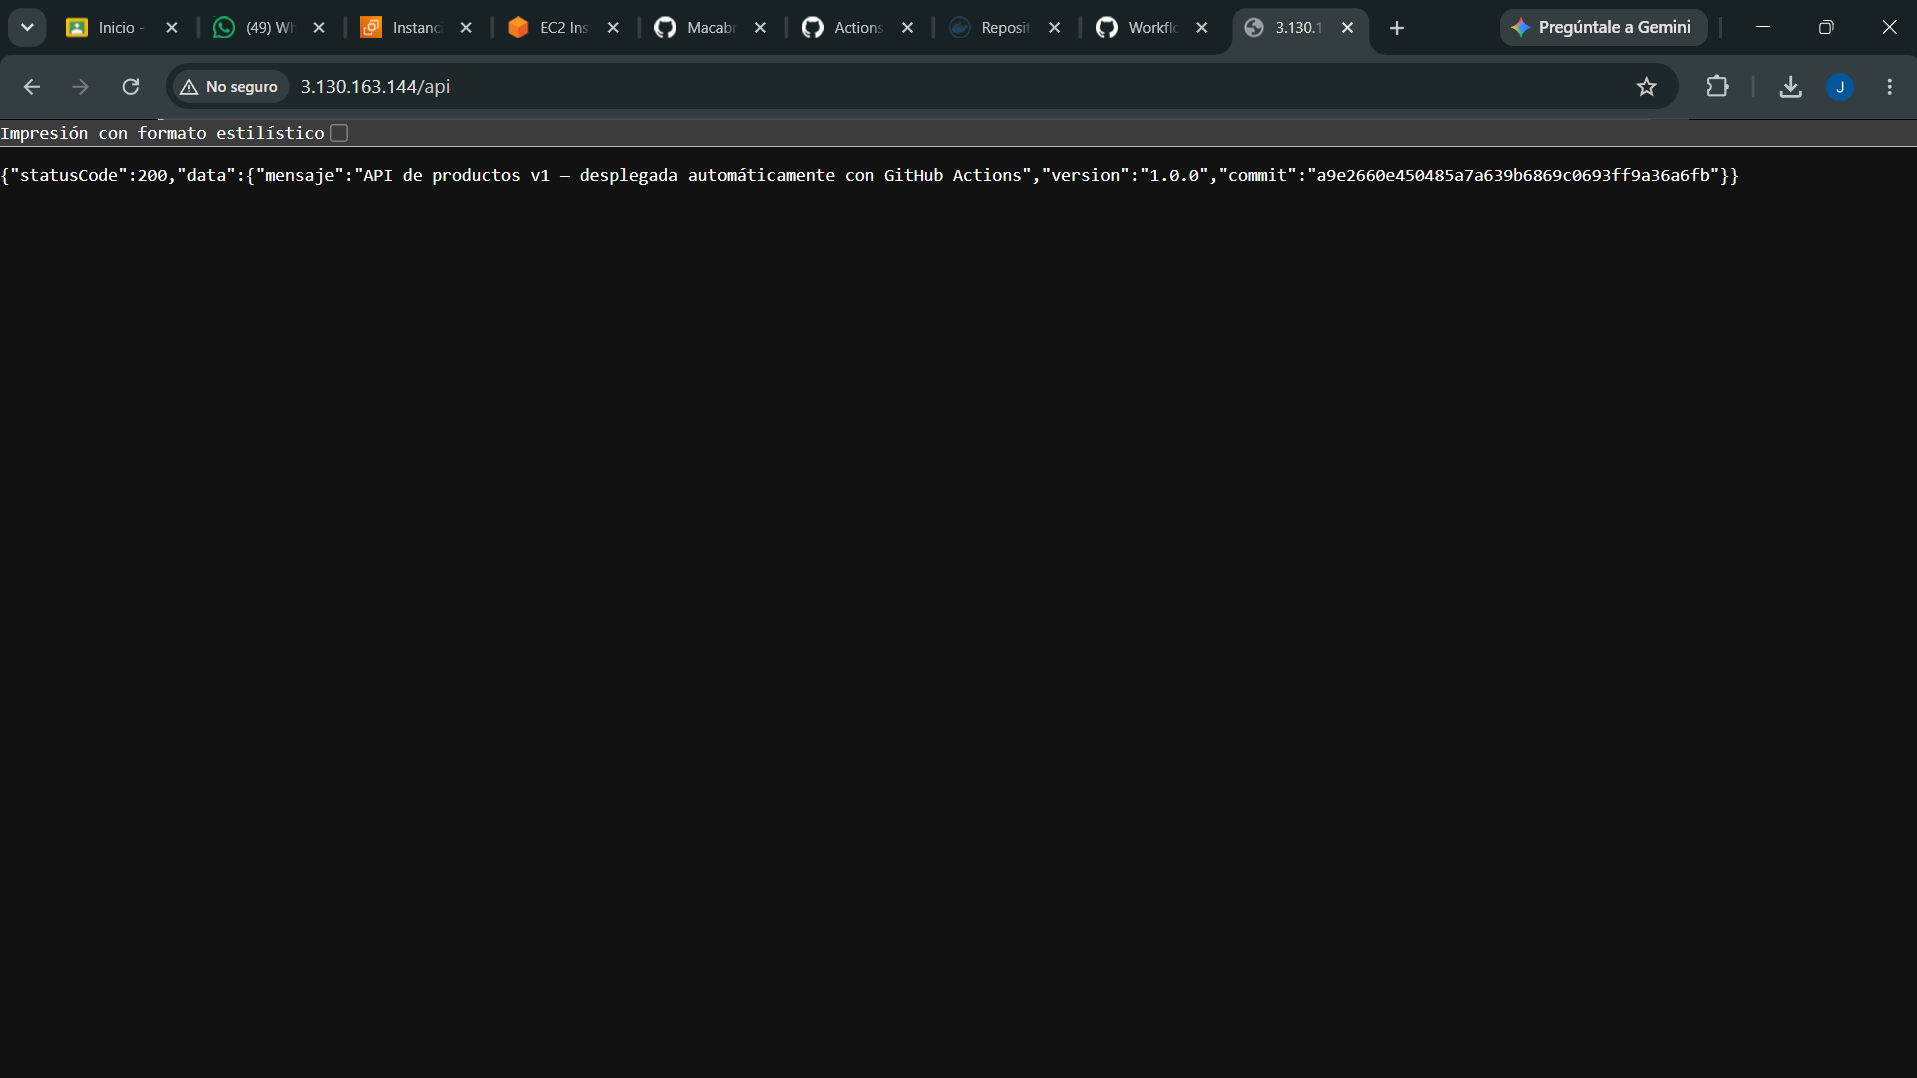 Inicio -
(49) Wh
Instanci
EC2 Ins
Macabr
Actions
Reposit
Workflo
3.130.1
Pregúntale a Gemini
No seguro
3.130.163.144/api
J
Impresión con formato estilístico
{"statusCode":200,"data":{"mensaje":"API de productos v1 — desplegada automáticamente con GitHub Actions","version":"1.0.0","commit":"a9e2660e450485a7a639b6869c0693ff9a36a6fb"}}